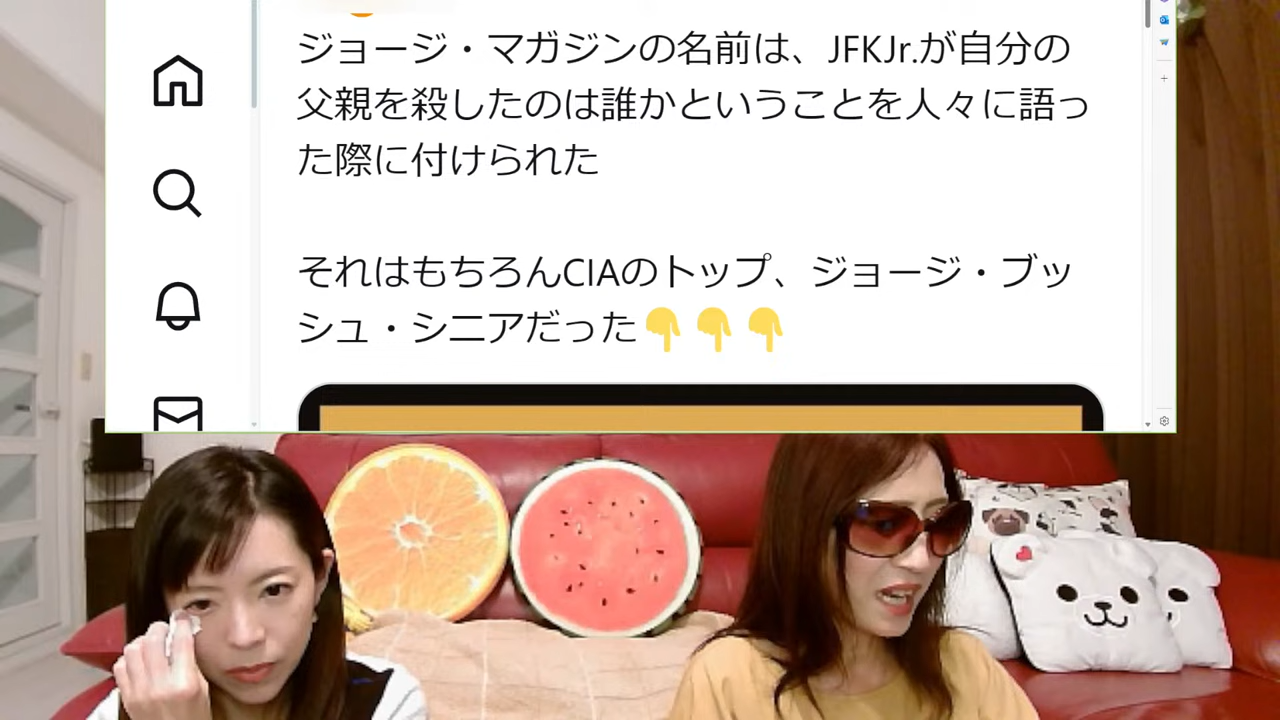 ジョージ・マガジンの名前は、JFKJr.が自分の
父親を殺したのは誰かということを人々に語っ
た際に付けられた
それはもちろんCIAのトップ、ジョージ・ブッ
シュ・シニアだった👇👇👇